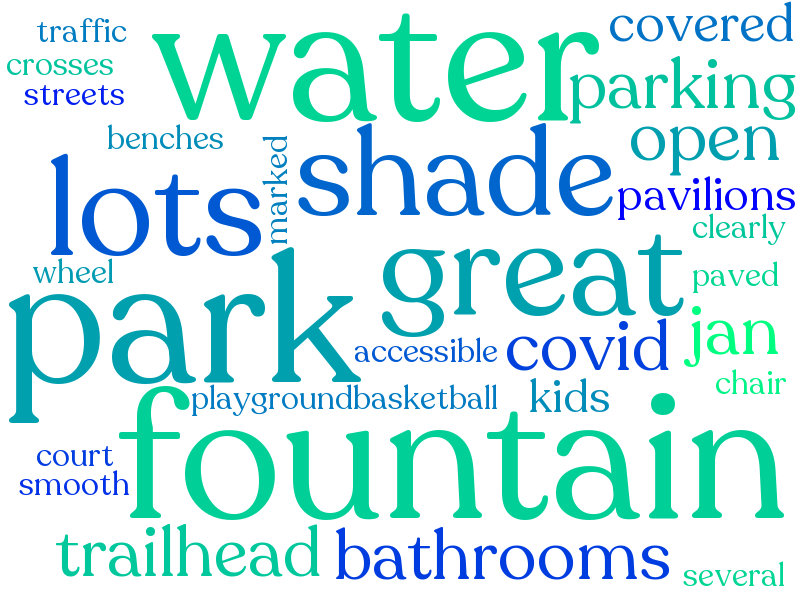 traffic
water
covered
crosses
parking
streets
benches
marked
shade
open
lots
pavilions
clearly
wheel
great
paved
park
accessible
covid
jan
chair
playgroundbasketball
kids
fountain
court
smooth
trailhead
bathrooms
several